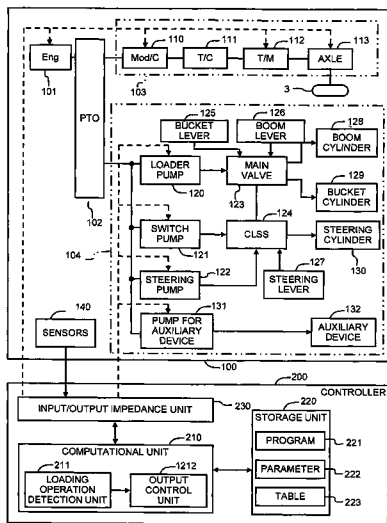 110 111 112 113
Eng Mod/C T/C T/M AXLE
101 103 3
PTO
125 126 128
BUCKET LEVER BOOM LEVER BOOM CYLINDER
LOADER PUMP MAIN VALVE 129
120 123 BUCKET CYLINDER
102 124
SWITCH PUMP CLSS STEERING CYLINDER
104 121 130
STEERING PUMP 122 127
STEERING LEVER
140 131 132
SENSORS PUMP FOR AUXILIARY DEVICE AUXILIARY DEVICE
100
200
CONTROLLER
INPUT/OUTPUT IMPEDANCE UNIT 230 220
STORAGE UNIT
210
COMPUTATIONAL UNIT PROGRAM 221
211 1212
LOADING OPERATION DETECTION UNIT OUTPUT CONTROL UNIT PARAMETER 222
TABLE 223